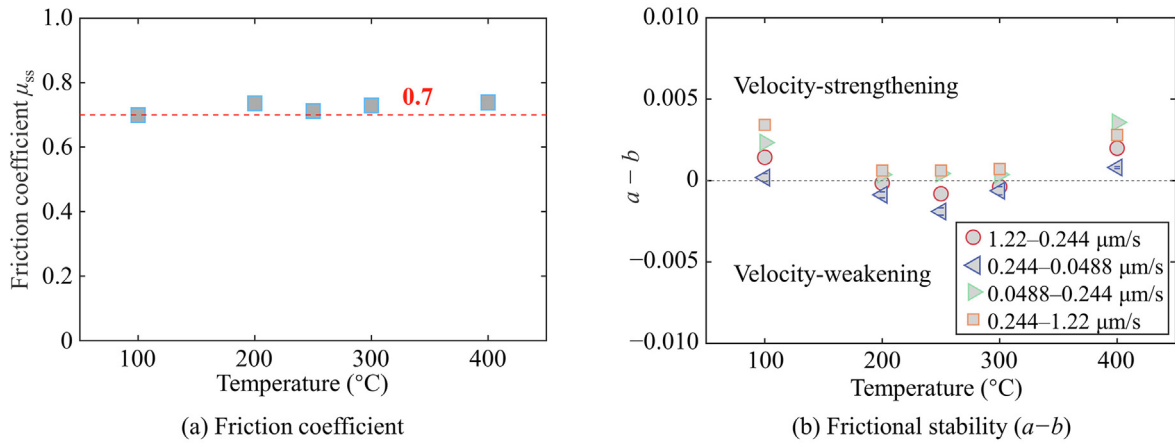 1.0
0.8
0.6
0.4
0.2
0
Friction coefficient μss
0.7
100 200 300 400
Temperature (°C)
(a) Friction coefficient
0.010
0.005
0
−0.005
−0.010
a − b
Velocity-strengthening
Velocity-weakening
1.22–0.244 μm/s
0.244–0.0488 μm/s
0.0488–0.244 μm/s
0.244–1.22 μm/s
100 200 300 400
Temperature (°C)
(b) Frictional stability (a−b)